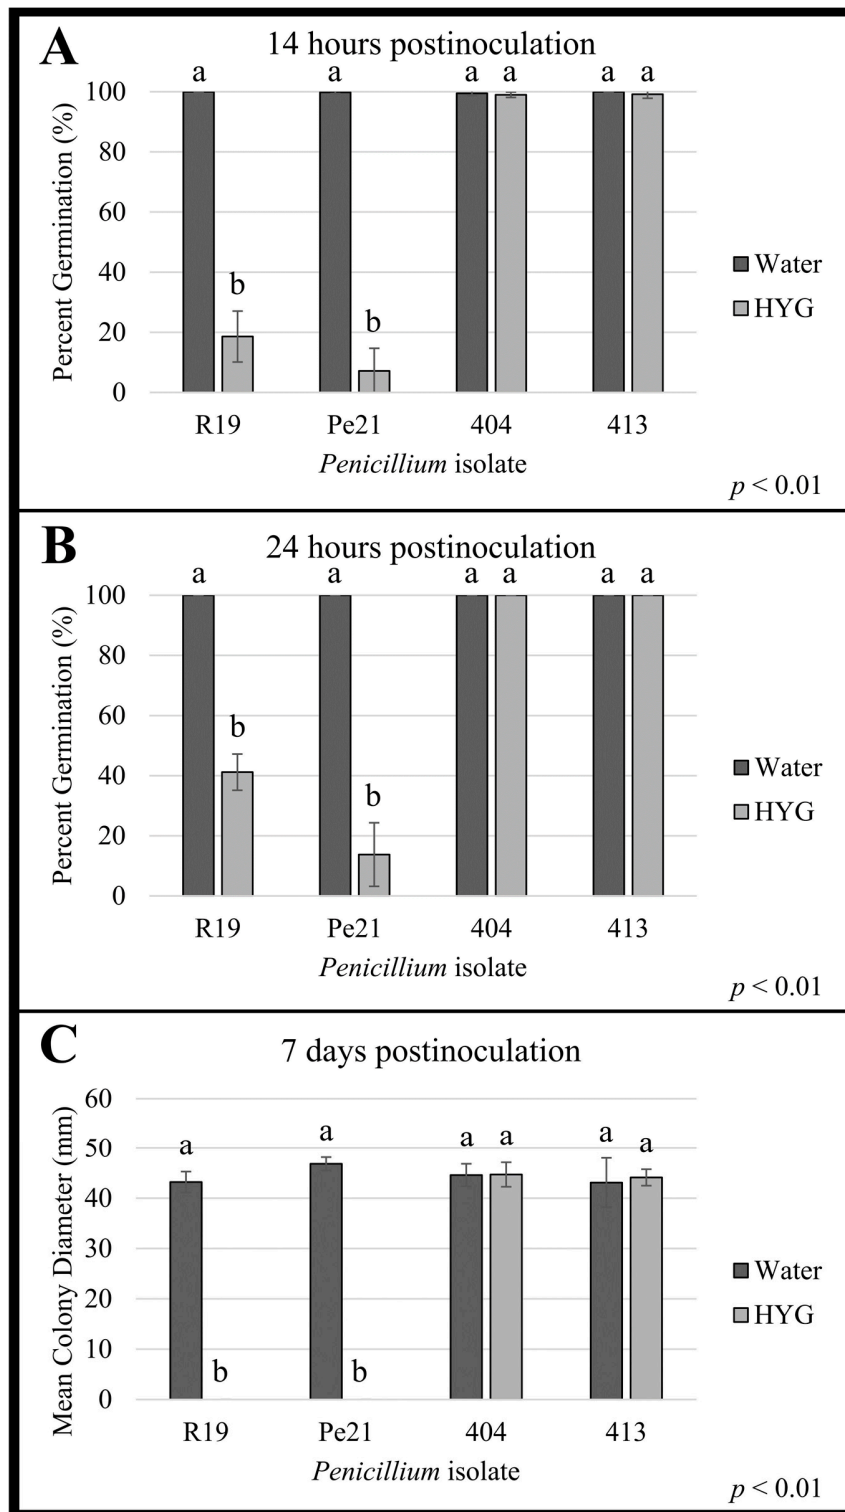 A
14 hours postinoculation
a a a a a a
b b
Percent Germination (%)
100
80
60
40
20
0
R19 Pe21 404 413
Penicillium isolate
Water
HYG
p < 0.01
B
24 hours postinoculation
a a a a a a
b b
Percent Germination (%)
100
80
60
40
20
0
R19 Pe21 404 413
Penicillium isolate
Water
HYG
p < 0.01
C
7 days postinoculation
a a a a a a
b b
Mean Colony Diameter (mm)
60
50
40
30
20
10
0
R19 Pe21 404 413
Penicillium isolate
Water
HYG
p < 0.01